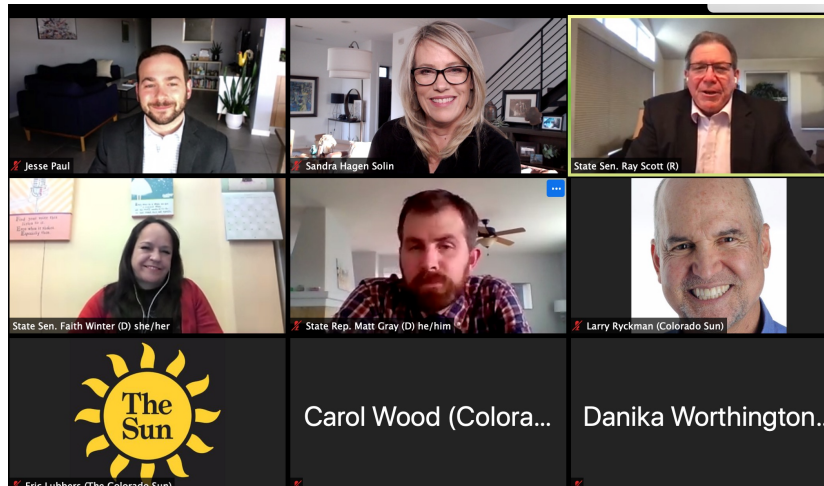 Jesse Paul
Sandra Hagen Solin
State Sen. Ray Scott (R)
State Sen. Faith Winter (D) she/her
State Rep. Matt Gray (D) he/him
Larry Ryckman (Colorado Sun)
The
Sun
Carol Wood (Colora...
Danika Worthington...
Eric Lubbers (The Colorado Sun)